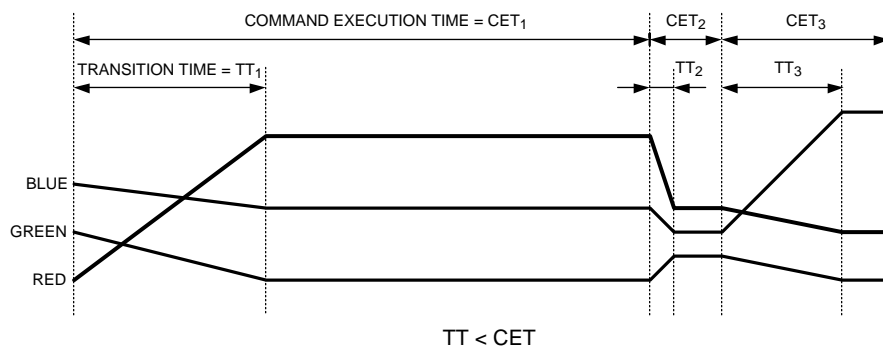 COMMAND EXECUTION TIME = CET1
CET2
CET3
TRANSITION TIME = TT1
TT2
TT3
BLUE
GREEN
RED
TT < CET